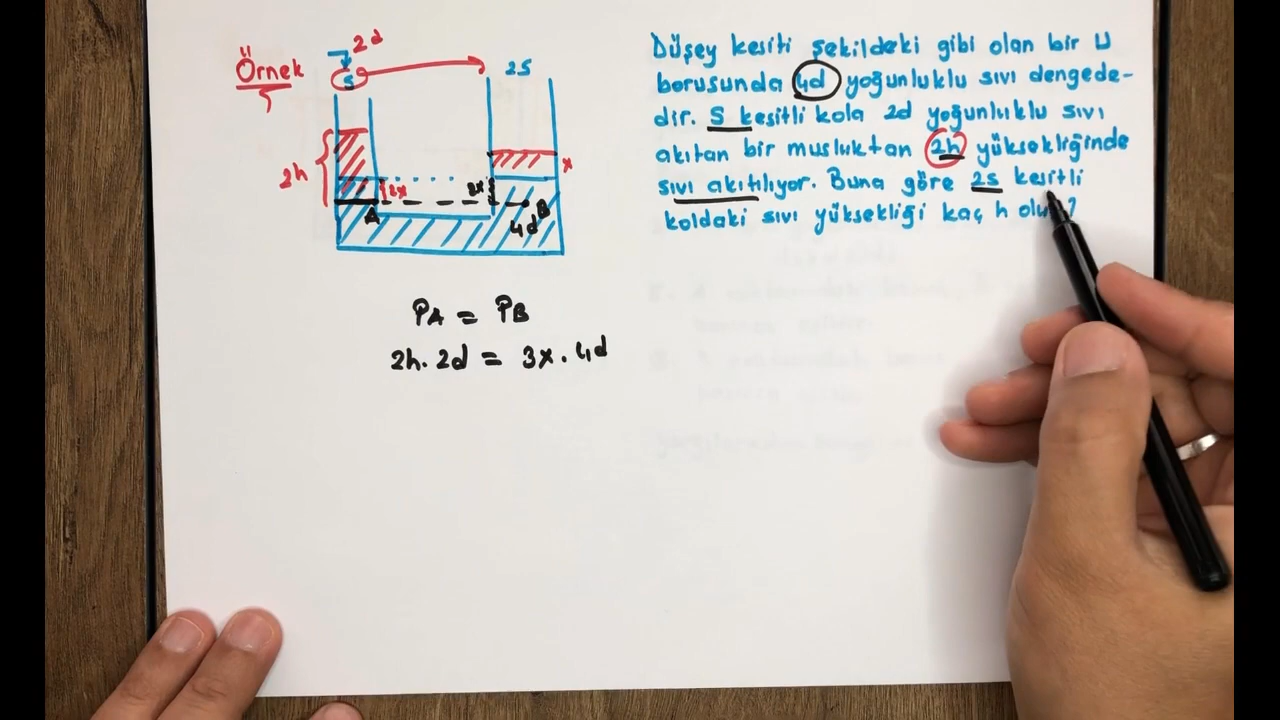 Örnek
2d
S
2S
2h
2x
2x
x
A
B
4d
PA = PB
2h. 2d = 3x. 4d
Düşey kesiti şekildeki gibi olan bir U
borusunda 4d yoğunluklu sıvı dengede-
dir. S kesitli kola 2d yoğunluklu sıvı
akıtan bir musluktan 2h yüksekliğinde
sıvı akıtılıyor. Buna göre 2s kesitli
koldaki sıvı yüksekliği kaç h olur?